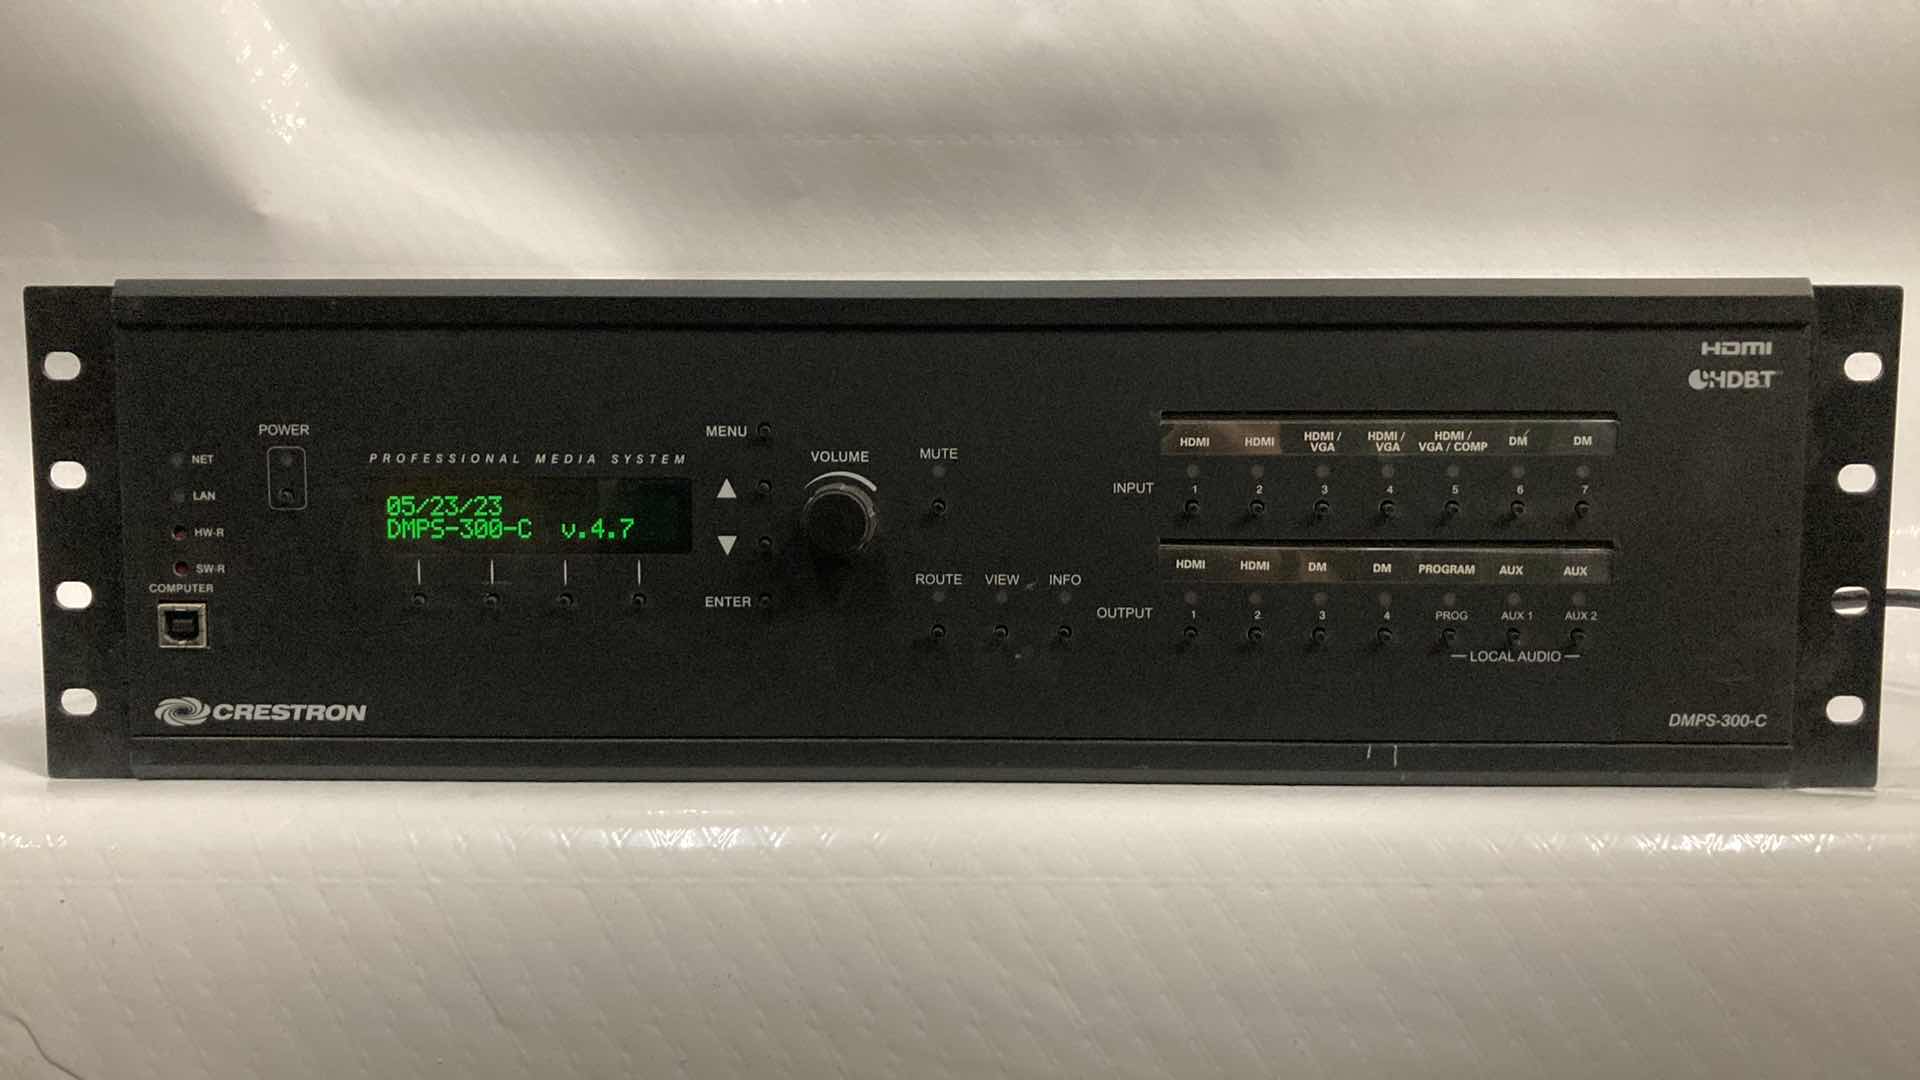 HDMI
HDBT
POWER
NET
LAN
HW-R
SW-R
COMPUTER
PROFESSIONAL MEDIA SYSTEM
05/23/23
DMPS-300-C v.4.7
MENU
ENTER
VOLUME
MUTE
ROUTE VIEW INFO
HDMI HDMI HDMI / VGA HDMI / VGA HDMI / VGA / COMP DM DM
INPUT 1 2 3 4 5 6 7
HDMI HDMI DM DM PROGRAM AUX AUX
OUTPUT 1 2 3 4 PROG AUX 1 AUX 2
LOCAL AUDIO
CRESTRON
DMPS-300-C